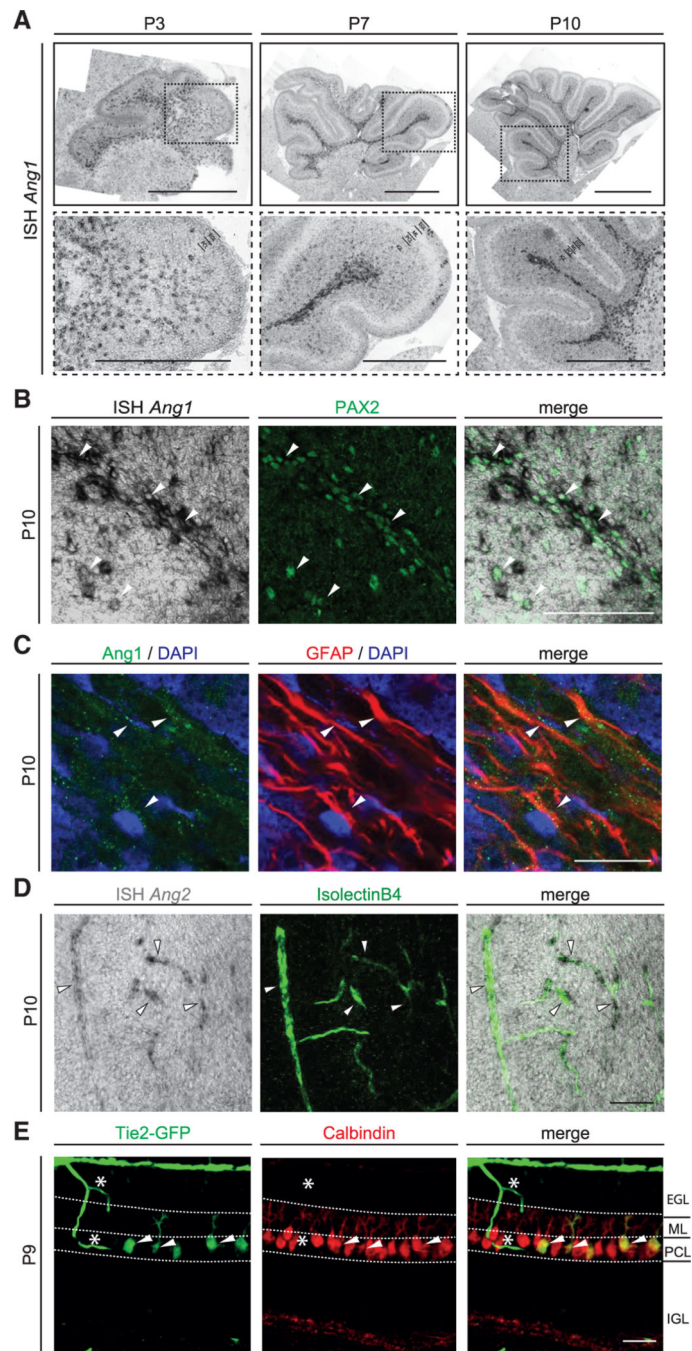 A
P3 P7 P10
ISH Ang1
B
ISH Ang1 PAX2 merge
P10
C
Ang1 / DAPI GFAP / DAPI merge
P10
D
ISH Ang2 IsolectinB4 merge
P10
E
Tie2-GFP Calbindin merge
P9
* * *
EGL
ML
* * *
PCL
IGL